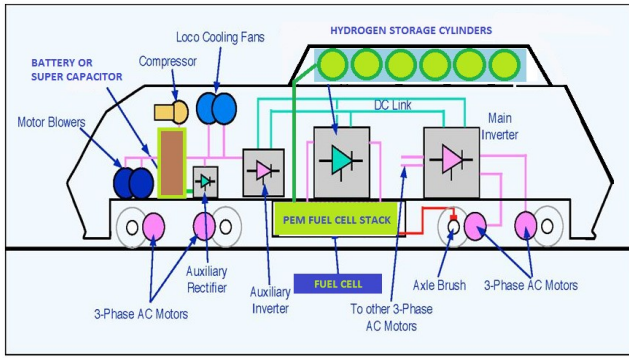 HYDROGEN STORAGE CYLINDERS
Loco Cooling Fans
BATTERY OR
SUPER CAPACITOR
Compressor
DC Link
Main
Inverter
Motor Blowers
PEM FUEL CELL STACK
Auxiliary
Rectifier
FUEL CELL
Axle Brush
3-Phase AC Motors
Auxiliary
Inverter
To other 3-Phase
AC Motors
3-Phase AC Motors